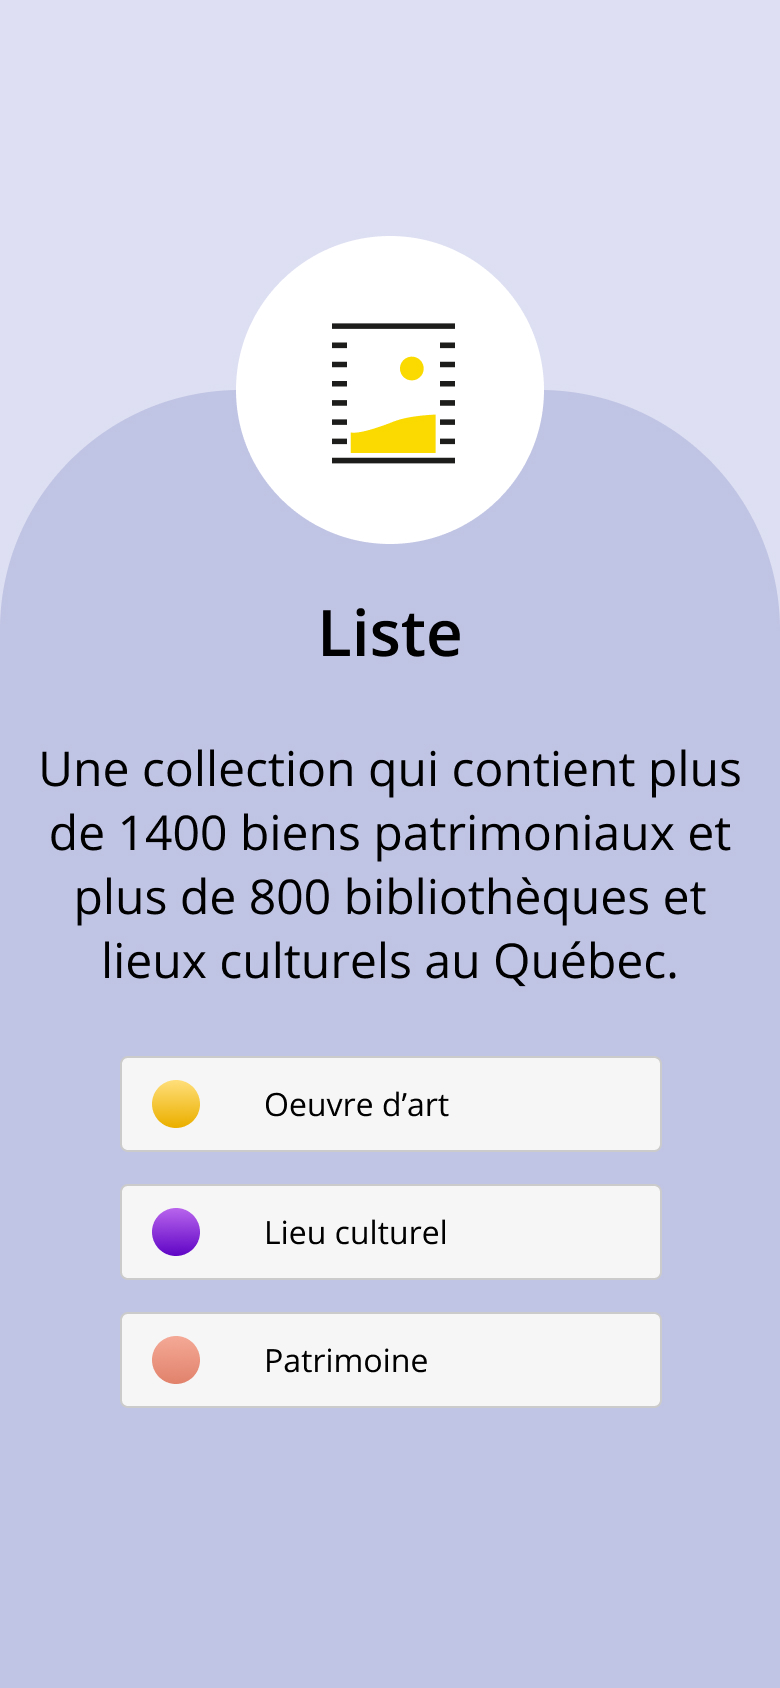 Liste
Une collection qui contient plus
de 1400 biens patrimoniaux et
plus de 800 bibliothèques et
lieux culturels au Québec.
Oeuvre d’art
Lieu culturel
Patrimoine